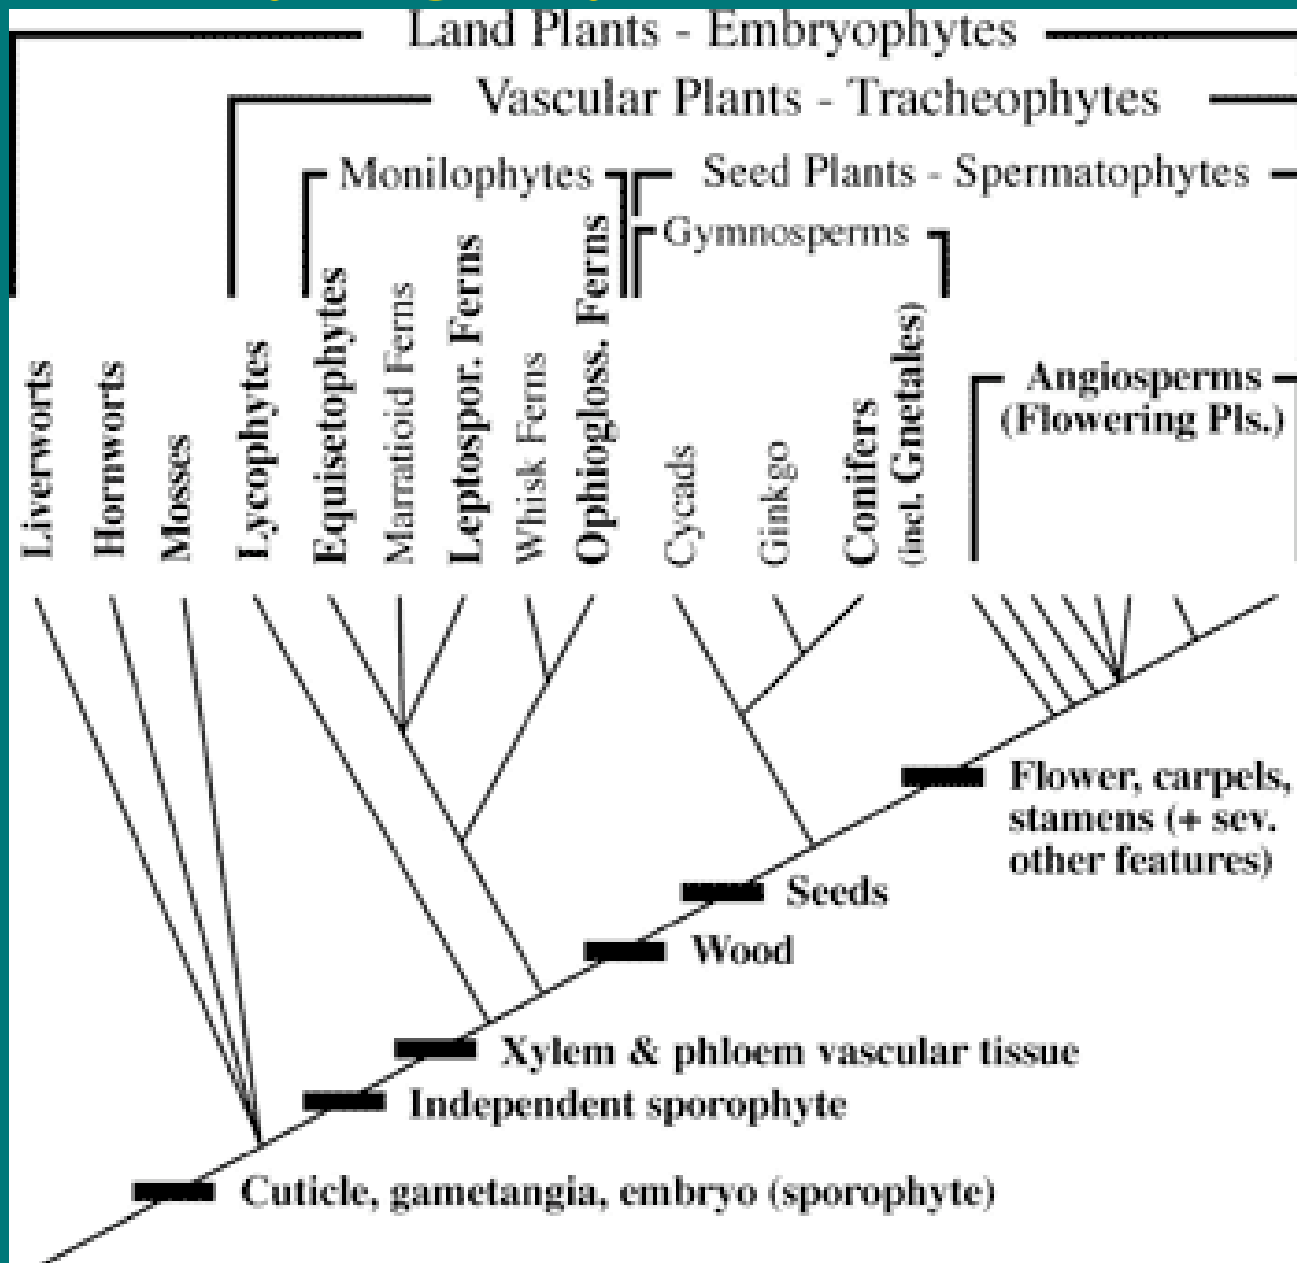 Land Plants - Embryophytes
Vascular Plants - Tracheophytes
Monilophytes
Seed Plants - Spermatophytes
Gymnosperms
Liverworts
Hornworts
Mosses
Lycophytes
Equisetophytes
Marratioid Ferns
Leptospor. Ferns
Whisk Ferns
Ophiogloss. Ferns
Cycads
Ginkgo
Conifers
(incl. Gnetales)
Angiosperms
(Flowering Pls.)
Flower, carpels,
stamens (+ sev.
other features)
Seeds
Wood
Xylem & phloem vascular tissue
Independent sporophyte
Cuticle, gametangia, embryo (sporophyte)